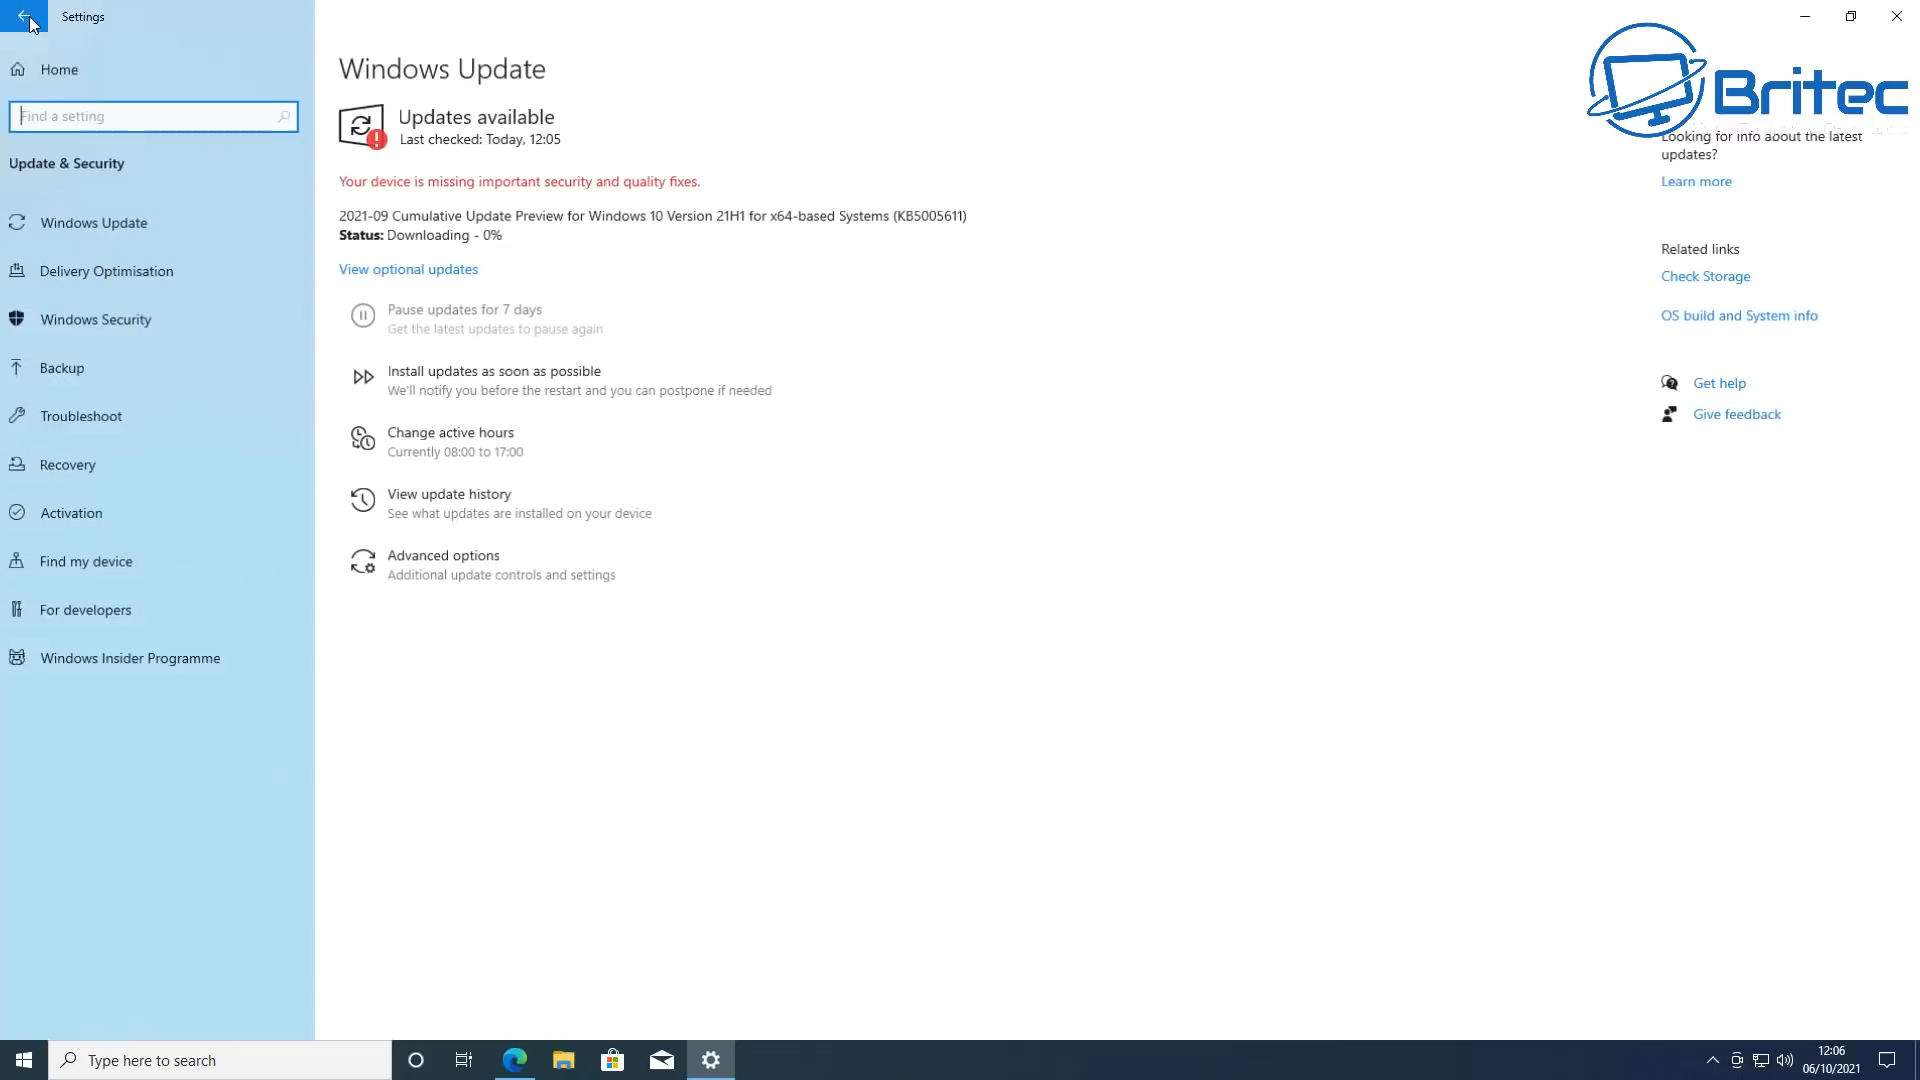 Settings
Home
Find a setting
Update & Security
Windows Update
Delivery Optimisation
Windows Security
Backup
Troubleshoot
Recovery
Activation
Find my device
For developers
Windows Insider Programme
Windows Update
Updates available
Last checked: Today, 12:05
Your device is missing important security and quality fixes.
2021-09 Cumulative Update Preview for Windows 10 Version 21H1 for x64-based Systems (KB5005611)
Status: Downloading - 0%
View optional updates
Pause updates for 7 days
Get the latest updates to pause again
Install updates as soon as possible
We'll notify you before the restart and you can postpone if needed
Change active hours
Currently 08:00 to 17:00
View update history
See what updates are installed on your device
Advanced options
Additional update controls and settings
Britec
Looking for info about the latest
updates?
Learn more
Related links
Check Storage
OS build and System info
Get help
Give feedback
Type here to search
12:06
06/10/2021